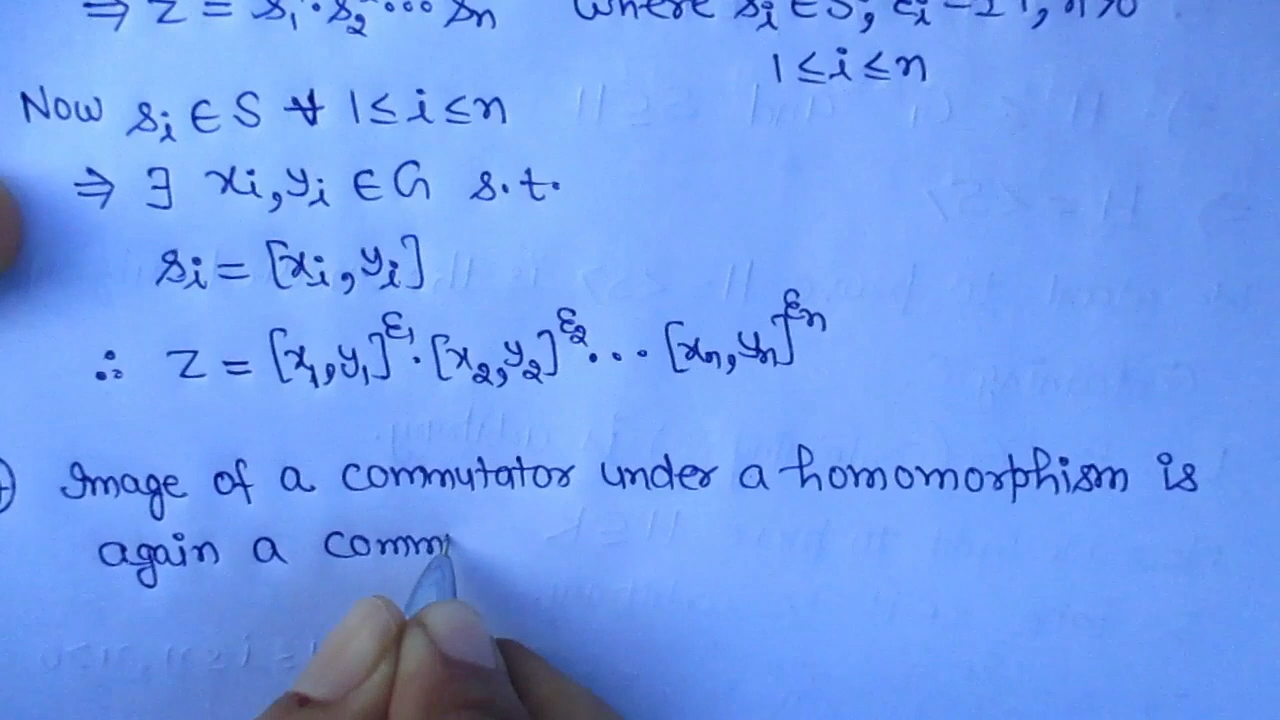 ⇒ z = s₁ · s₂ ... sₙ where sᵢ ∈ S, εᵢ = ±1, n>0
1 ≤ i ≤ n
Now sᵢ ∈ S ∀ 1 ≤ i ≤ n
⇒ ∃ xᵢ, yᵢ ∈ G s.t.
sᵢ = [xᵢ, yᵢ]
∴ z = [x₁, y₁]^ε₁ · [x₂, y₂]^ε₂ ... [xₙ, yₙ]^εₙ
Image of a commutator under a homomorphism is
again a comm